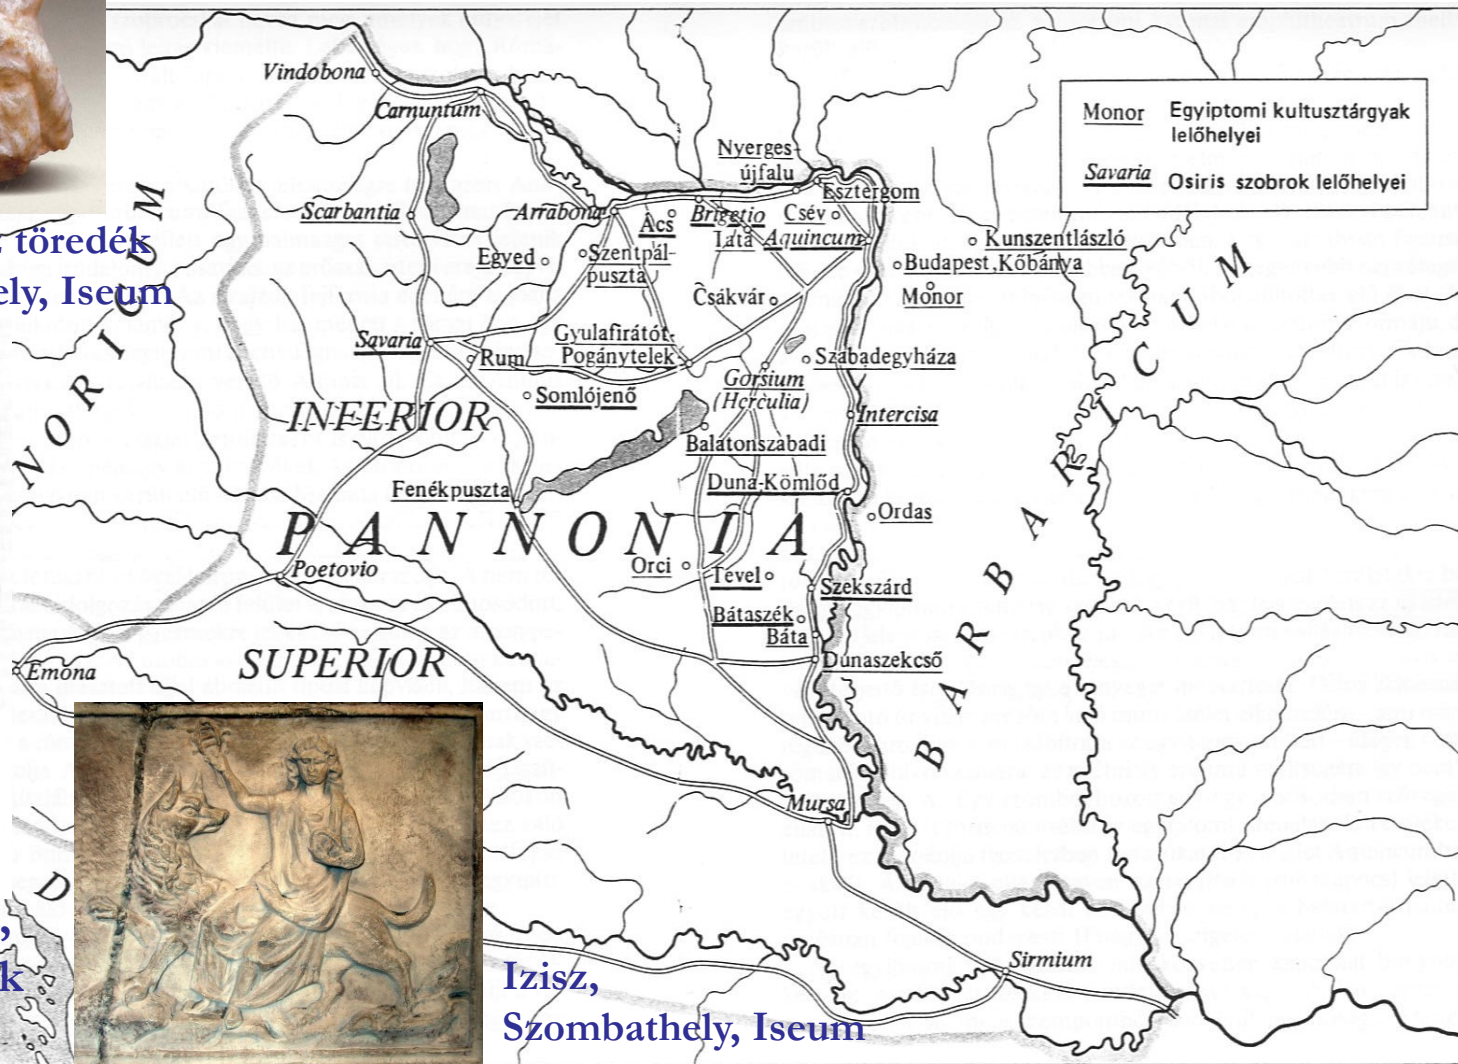 Vindobona
Carnuntum
Nyerges-
újfalu
Esztergom
Monor Egyiptomi kultusztárgyak
lelőhelyei
Savaria Osiris szobrok lelőhelyei
töredék
ely, Iseum
Scarbantia
Arrabona
Ács
Brigetio
Csév
Láta
Aquincum
Kunszentlászló
Egyed
Szentpál-
puszta
Budapest, Kőbánya
Csákvár
Monor
NORICUM
Savaria
Rum
Gyulafirátót-
Pogánytelek
Gorsium
(Herculia)
Szabadegyháza
Somlójenő
INFERIOR
Intercisa
Balatonszabadi
Fenékpuszta
Duna Kömlőd
Ordas
PANNONIA
BARBARICUM
Poetovio
Orci
Tevel
Szekszárd
Bátaszék
Báta
Emona
SUPERIOR
Dunaszekcső
Mursa
D
k
Sirmium
Izisz,
Szombathely, Iseum